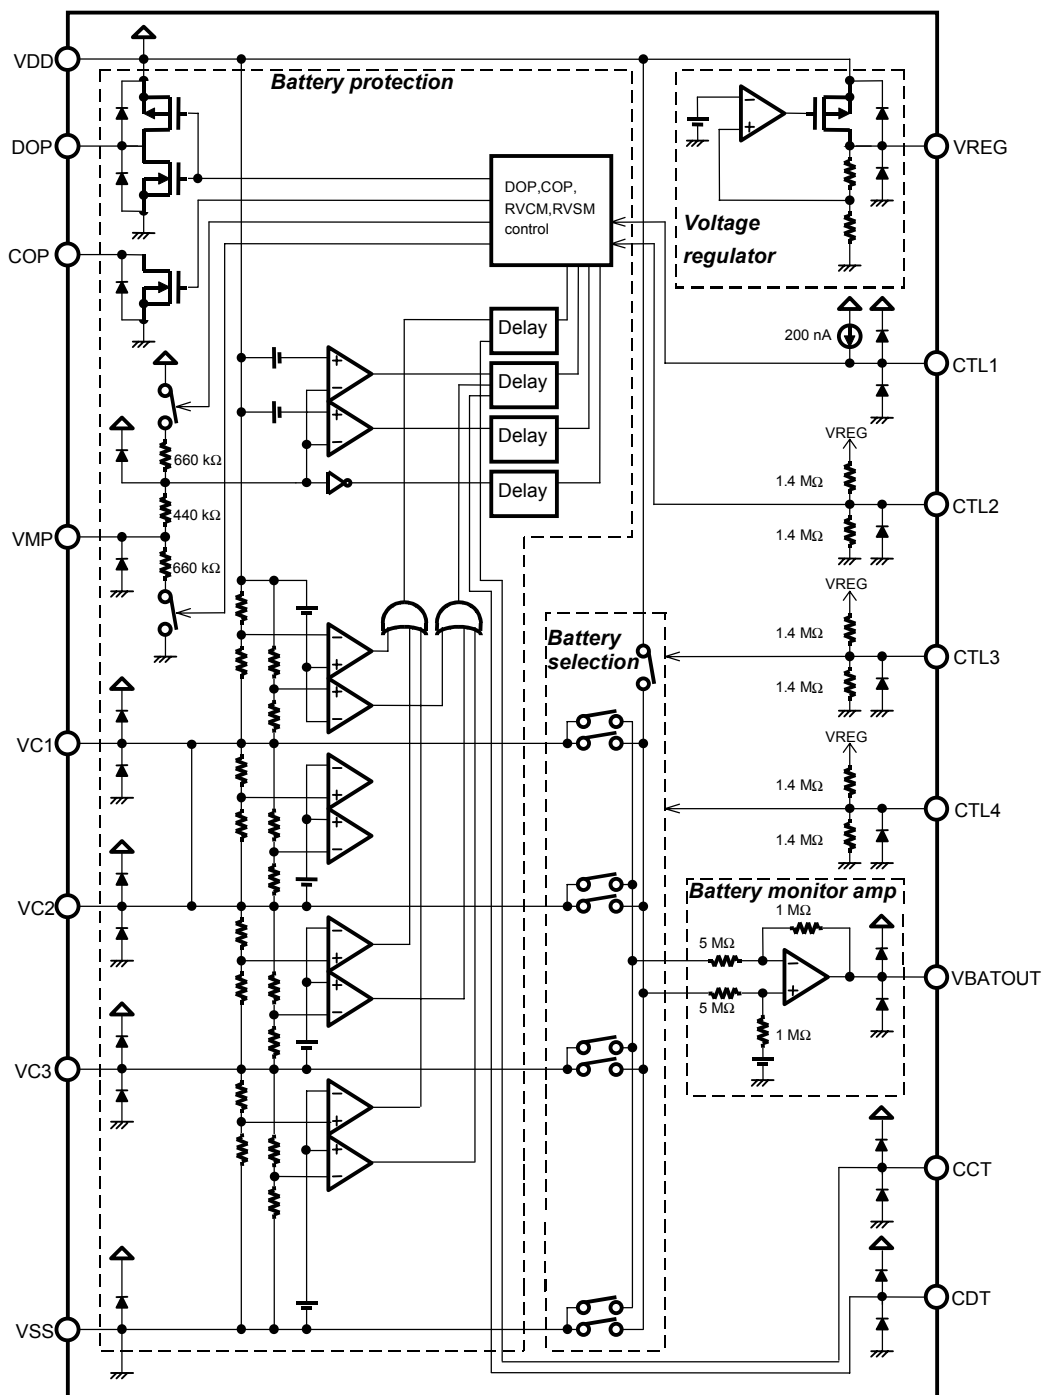 VDD
Battery protection
DOP
COP
VMP
VC1
VC2
VC3
VSS
DOP,COP,
RVCM,RVSM
control
Delay
Delay
Delay
Delay
660 kΩ
440 kΩ
660 kΩ
Battery
selection
Voltage
regulator
VREG
200 nA
CTL1
VREG
1.4 MΩ
1.4 MΩ
CTL2
VREG
1.4 MΩ
1.4 MΩ
CTL3
VREG
1.4 MΩ
1.4 MΩ
CTL4
Battery monitor amp
1 MΩ
5 MΩ
5 MΩ
1 MΩ
VBATOUT
CCT
CDT